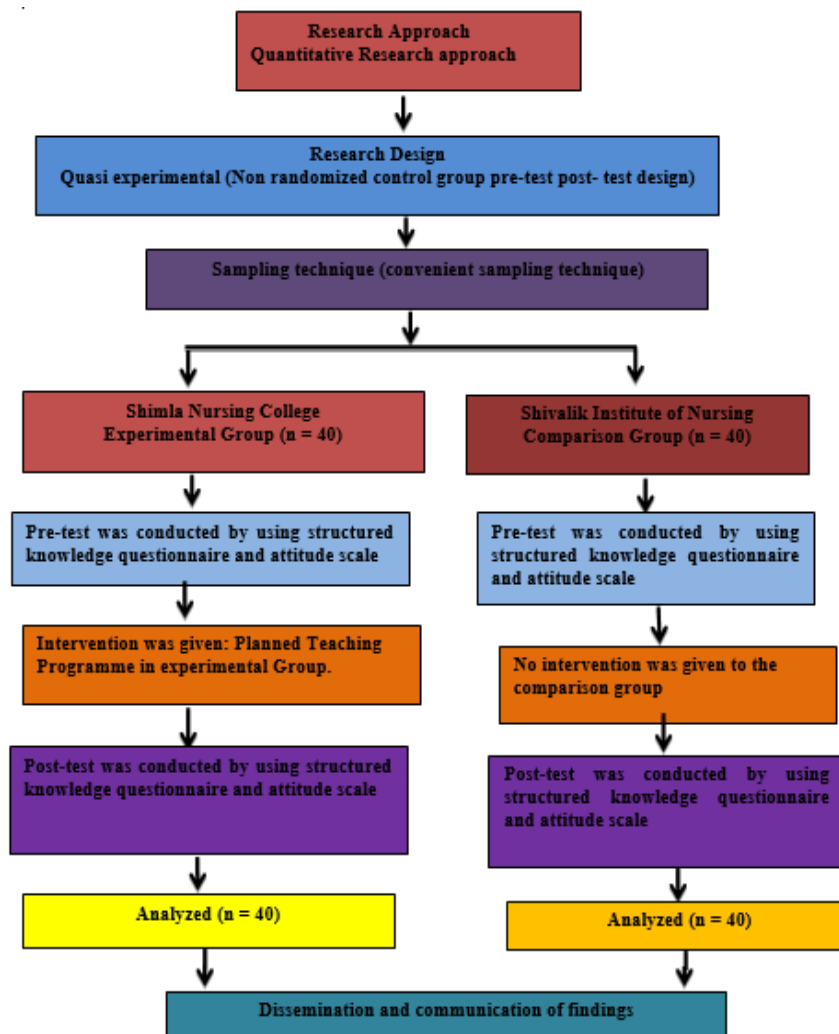 Research Approach
Quantitative Research approach
Research Design
Quasi experimental (Non randomized control group pre-test post- test design)
Sampling technique (convenient sampling technique)
Shimla Nursing College
Experimental Group (n = 40)
Shivalik Institute of Nursing
Comparison Group (n = 40)
Pre-test was conducted by using structured
knowledge questionnaire and attitude scale
Pre-test was conducted by using
structured knowledge questionnaire
and attitude scale
Intervention was given: Planned Teaching
Programme in experimental Group.
No intervention was given to the
comparison group
Post-test was conducted by using structured
knowledge questionnaire and attitude scale
Post-test was conducted by using
structured knowledge questionnaire
and attitude scale
Analyzed (n = 40)
Analyzed (n = 40)
Dissemination and communication of findings